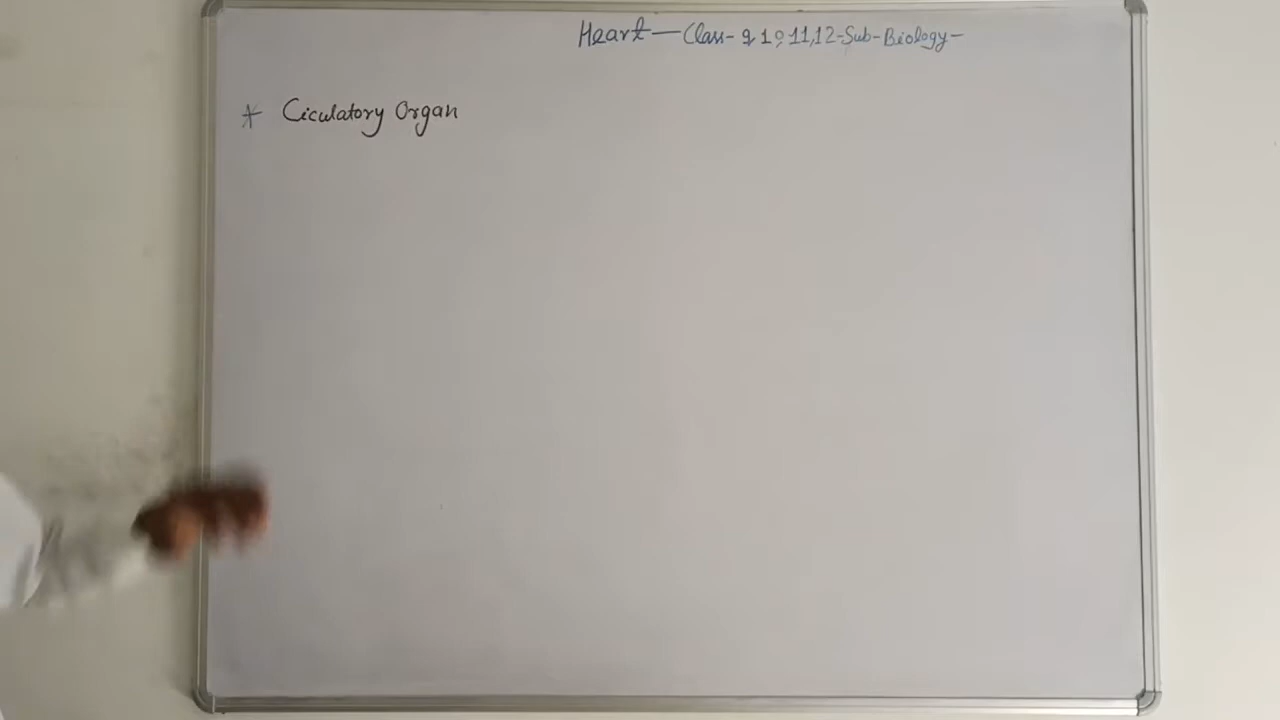 Heart — Class- 9 10 11,12-Sub-Biology-
* Ciculatory Organ